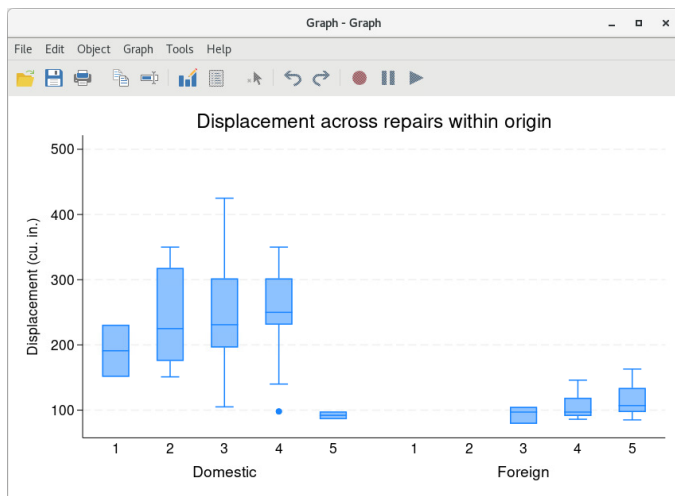 Graph - Graph
File Edit Object Graph Tools Help
Displacement across repairs within origin
Displacement (cu. in.)
500
400
300
200
100
1 2 3 4 5 1 2 3 4 5
Domestic Foreign